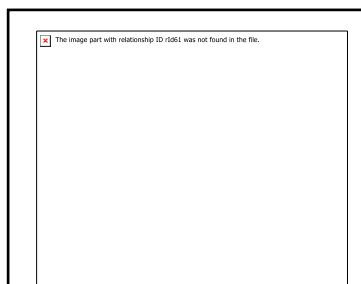 The image part with relationship ID rId61 was not found in the file.